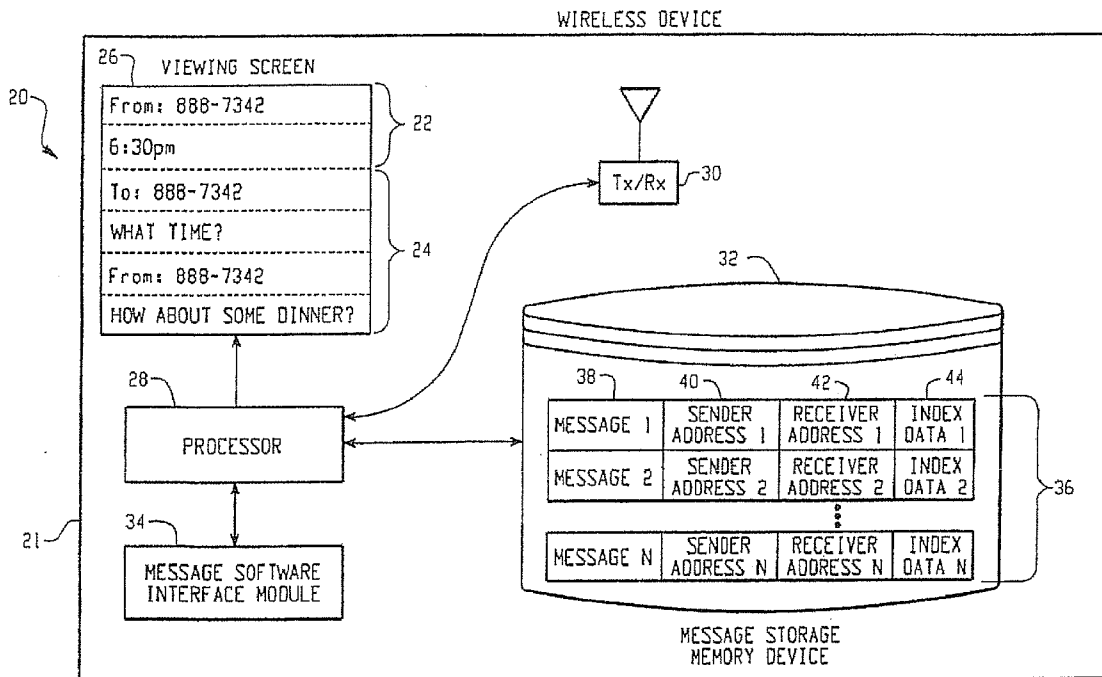 WIRELESS DEVICE
20
21
26
VIEWING SCREEN
From: 888-7342
6:30pm
22
To: 888-7342
WHAT TIME?
From: 888-7342
HOW ABOUT SOME DINNER?
24
Tx/Rx
30
28
PROCESSOR
34
MESSAGE SOFTWARE
INTERFACE MODULE
32
38 40 42 44
MESSAGE 1 SENDER ADDRESS 1 RECEIVER ADDRESS 1 INDEX DATA 1
MESSAGE 2 SENDER ADDRESS 2 RECEIVER ADDRESS 2 INDEX DATA 2
MESSAGE N SENDER ADDRESS N RECEIVER ADDRESS N INDEX DATA N
36
MESSAGE STORAGE
MEMORY DEVICE